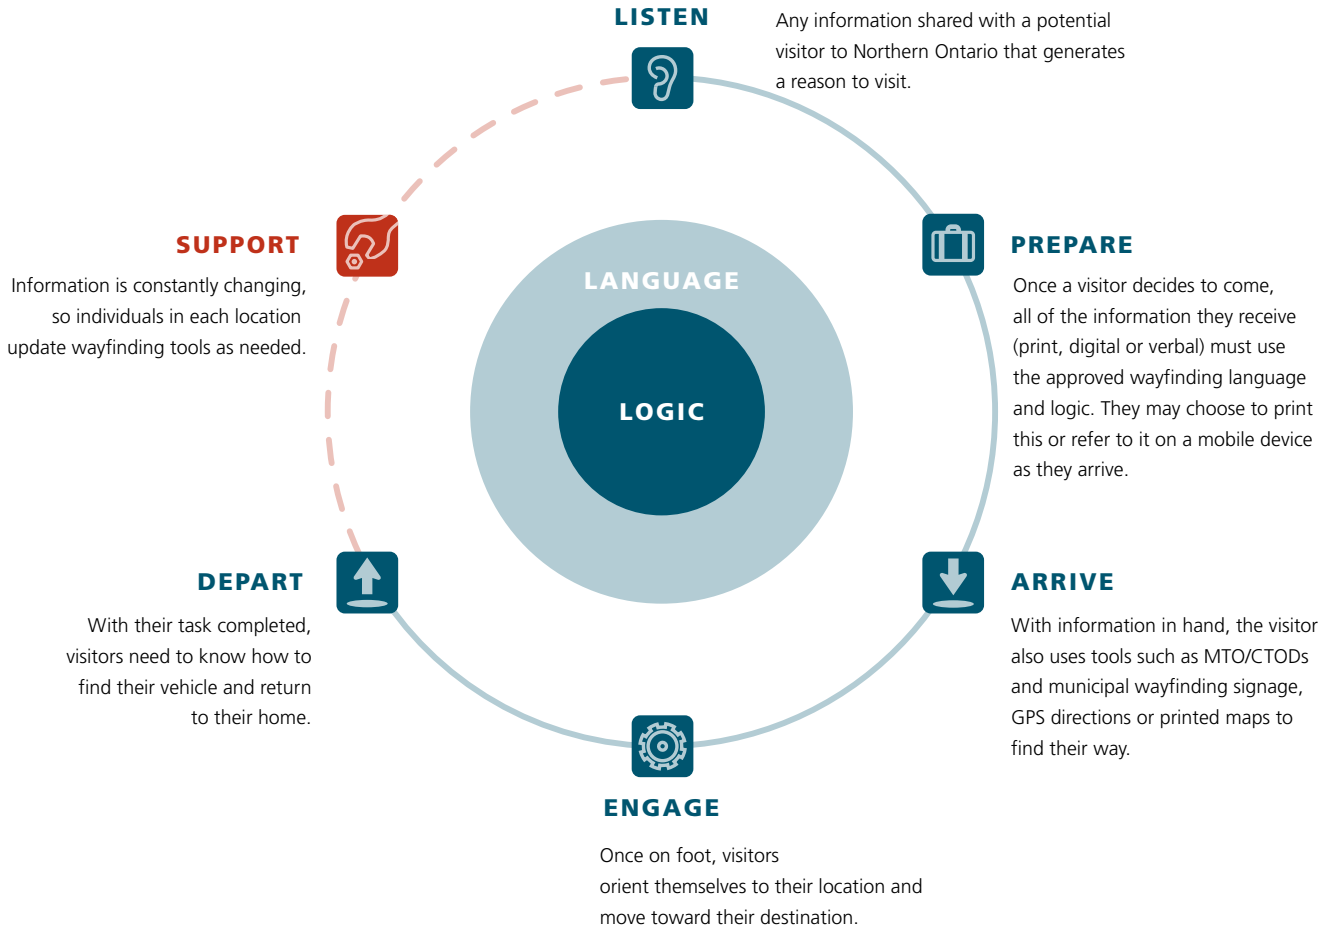 LISTEN
Any information shared with a potential
visitor to Northern Ontario that generates
a reason to visit.
PREPARE
Once a visitor decides to come,
all of the information they receive
(print, digital or verbal) must use
the approved wayfinding language
and logic. They may choose to print
this or refer to it on a mobile device
as they arrive.
ARRIVE
With information in hand, the visitor
also uses tools such as MTO/CTODs
and municipal wayfinding signage,
GPS directions or printed maps to
find their way.
ENGAGE
Once on foot, visitors
orient themselves to their location and
move toward their destination.
DEPART
With their task completed,
visitors need to know how to
find their vehicle and return
to their home.
SUPPORT
Information is constantly changing,
so individuals in each location
update wayfinding tools as needed.
LANGUAGE
LOGIC